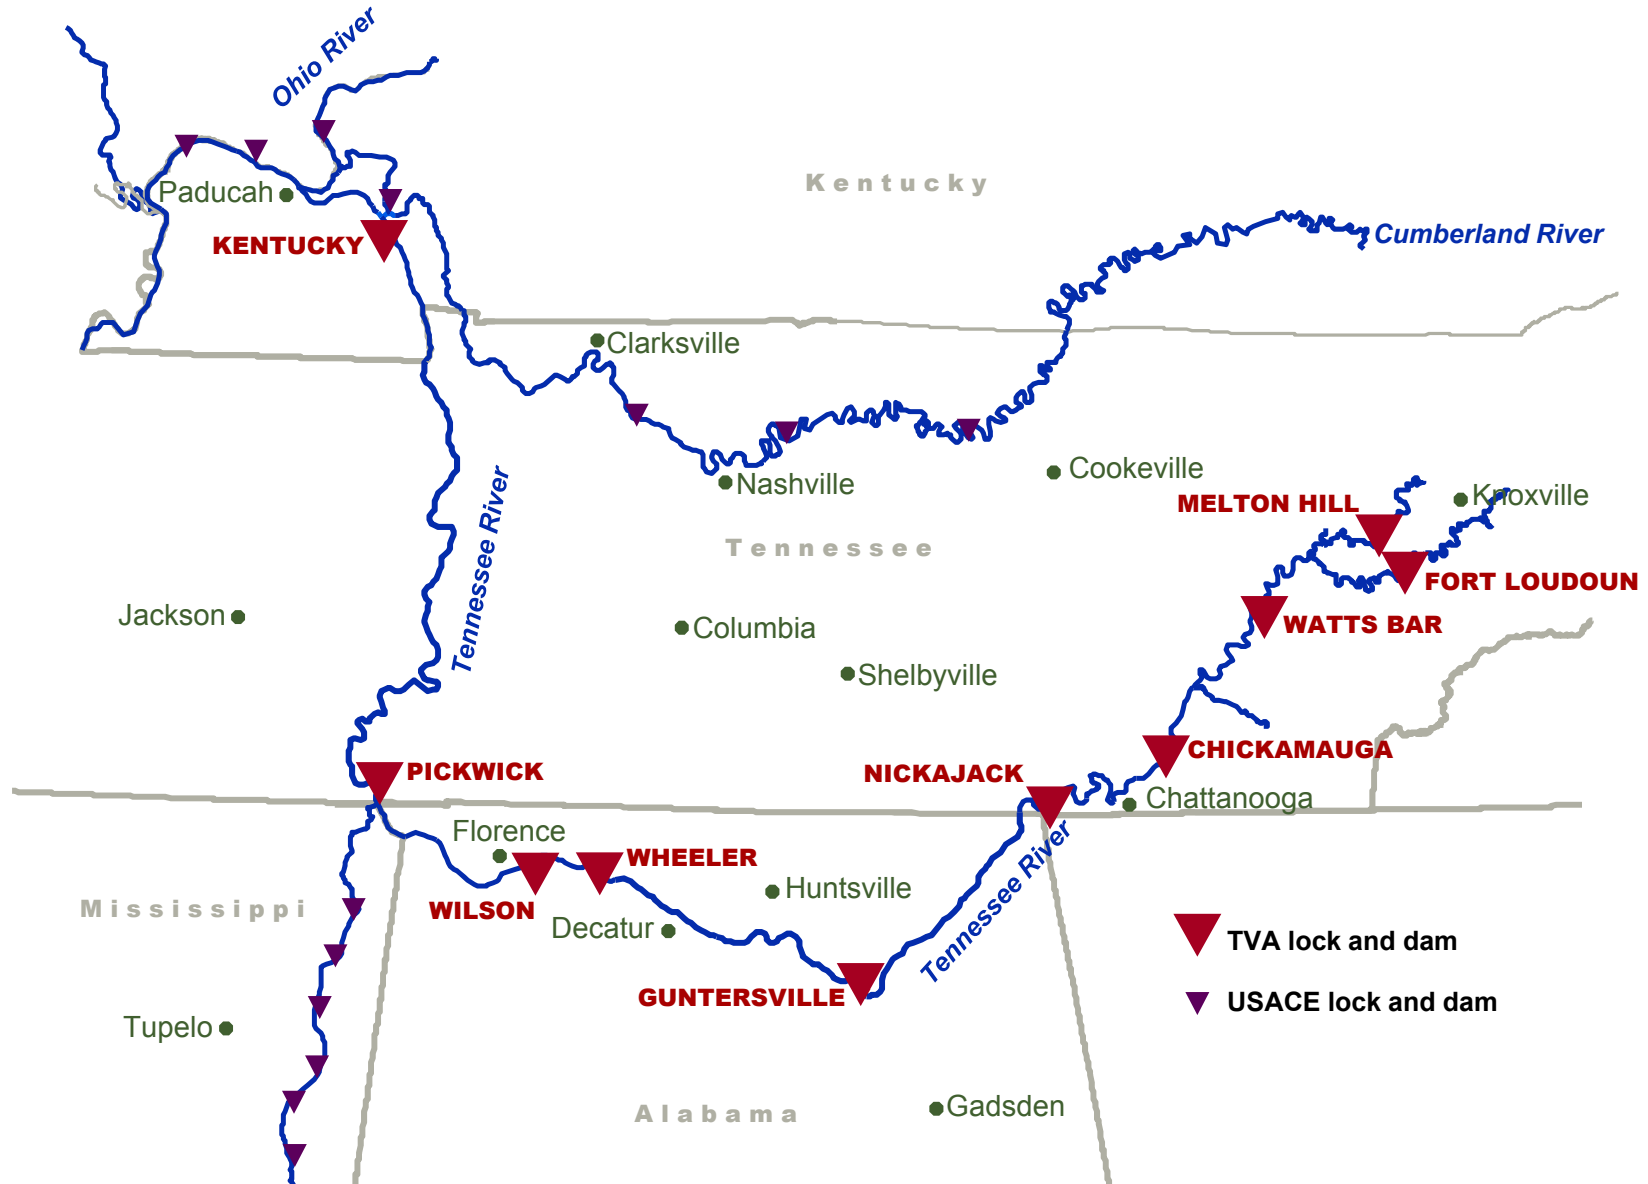 Ohio River
Kentucky
Paducah
Cumberland River
KENTUCKY
Clarksville
Cookeville
Nashville
Knoxville
MELTON HILL
Tennessee River
Tennessee
FORT LOUDOUN
Jackson
Columbia
WATTS BAR
Shelbyville
CHICKAMAUGA
PICKWICK
NICKAJACK
Chattanooga
Florence
WHEELER
Tennessee River
Huntsville
Mississippi
WILSON
Decatur
TVA lock and dam
GUNTERSVILLE
USACE lock and dam
Tupelo
Gadsden
Alabama